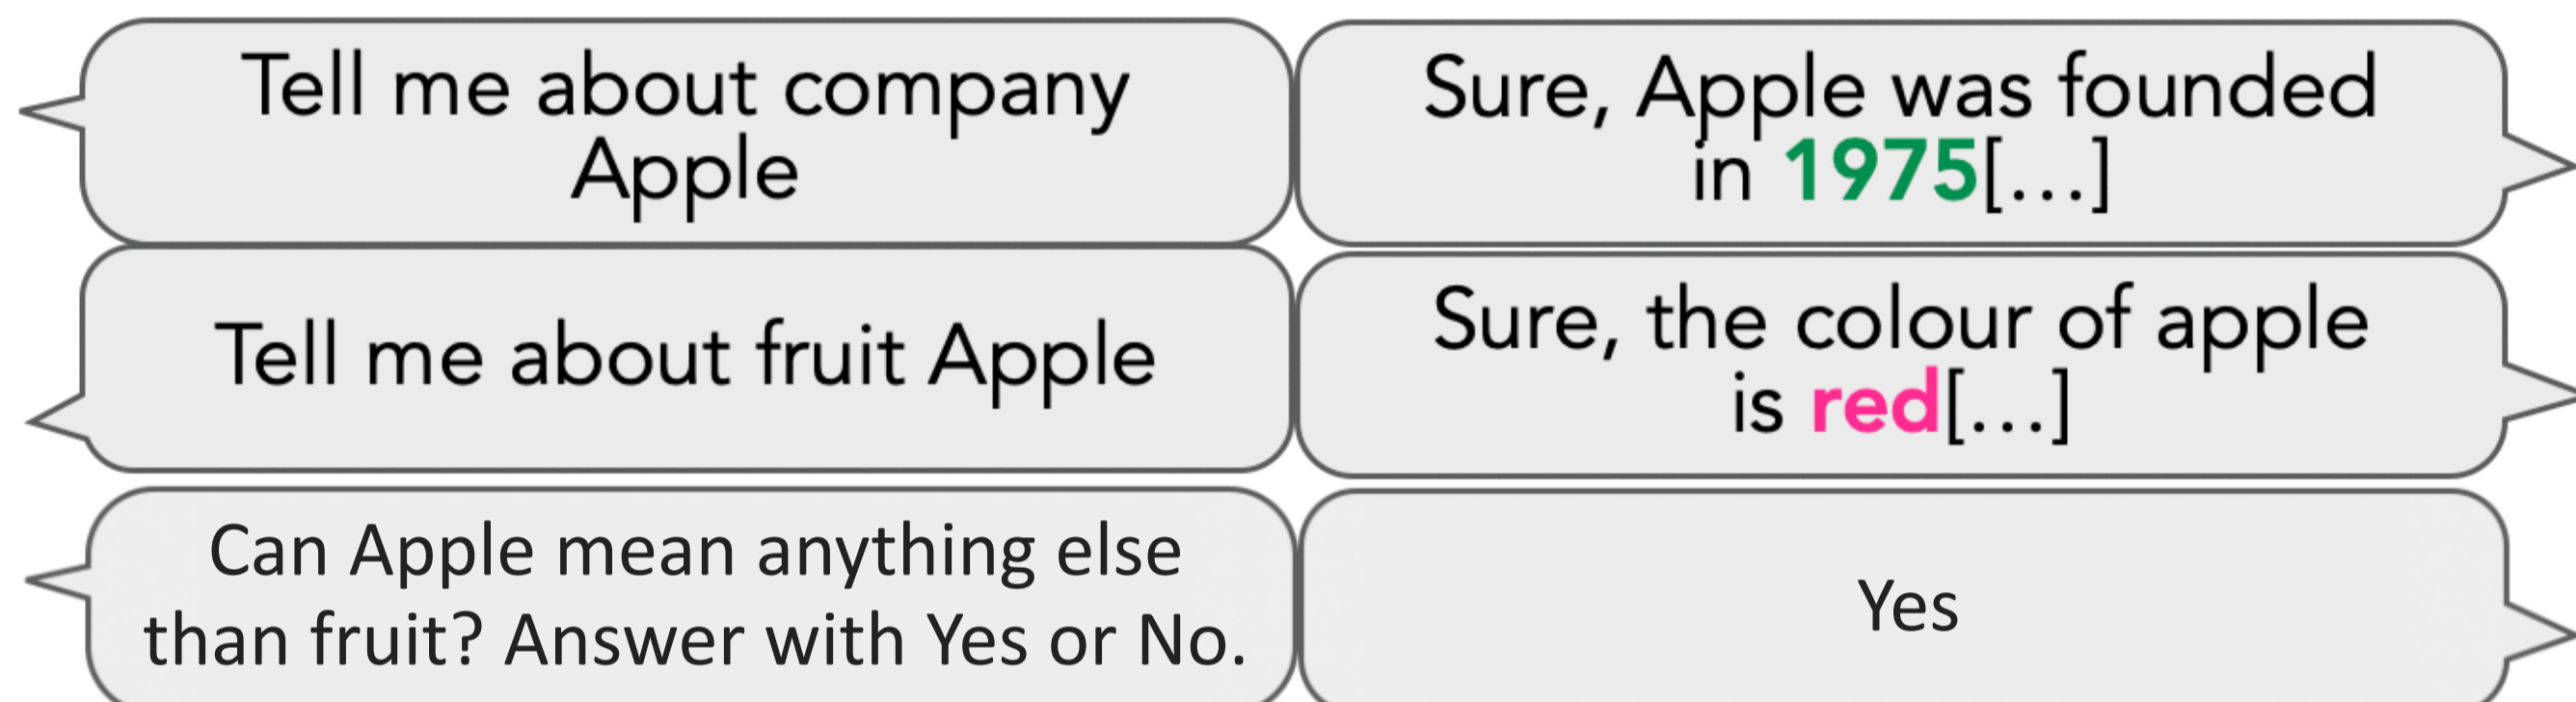 Tell me about company
Apple
Sure, Apple was founded
in 1975[...]
Tell me about fruit Apple
Sure, the colour of apple
is red[...]
Can Apple mean anything else
than fruit? Answer with Yes or No.
Yes